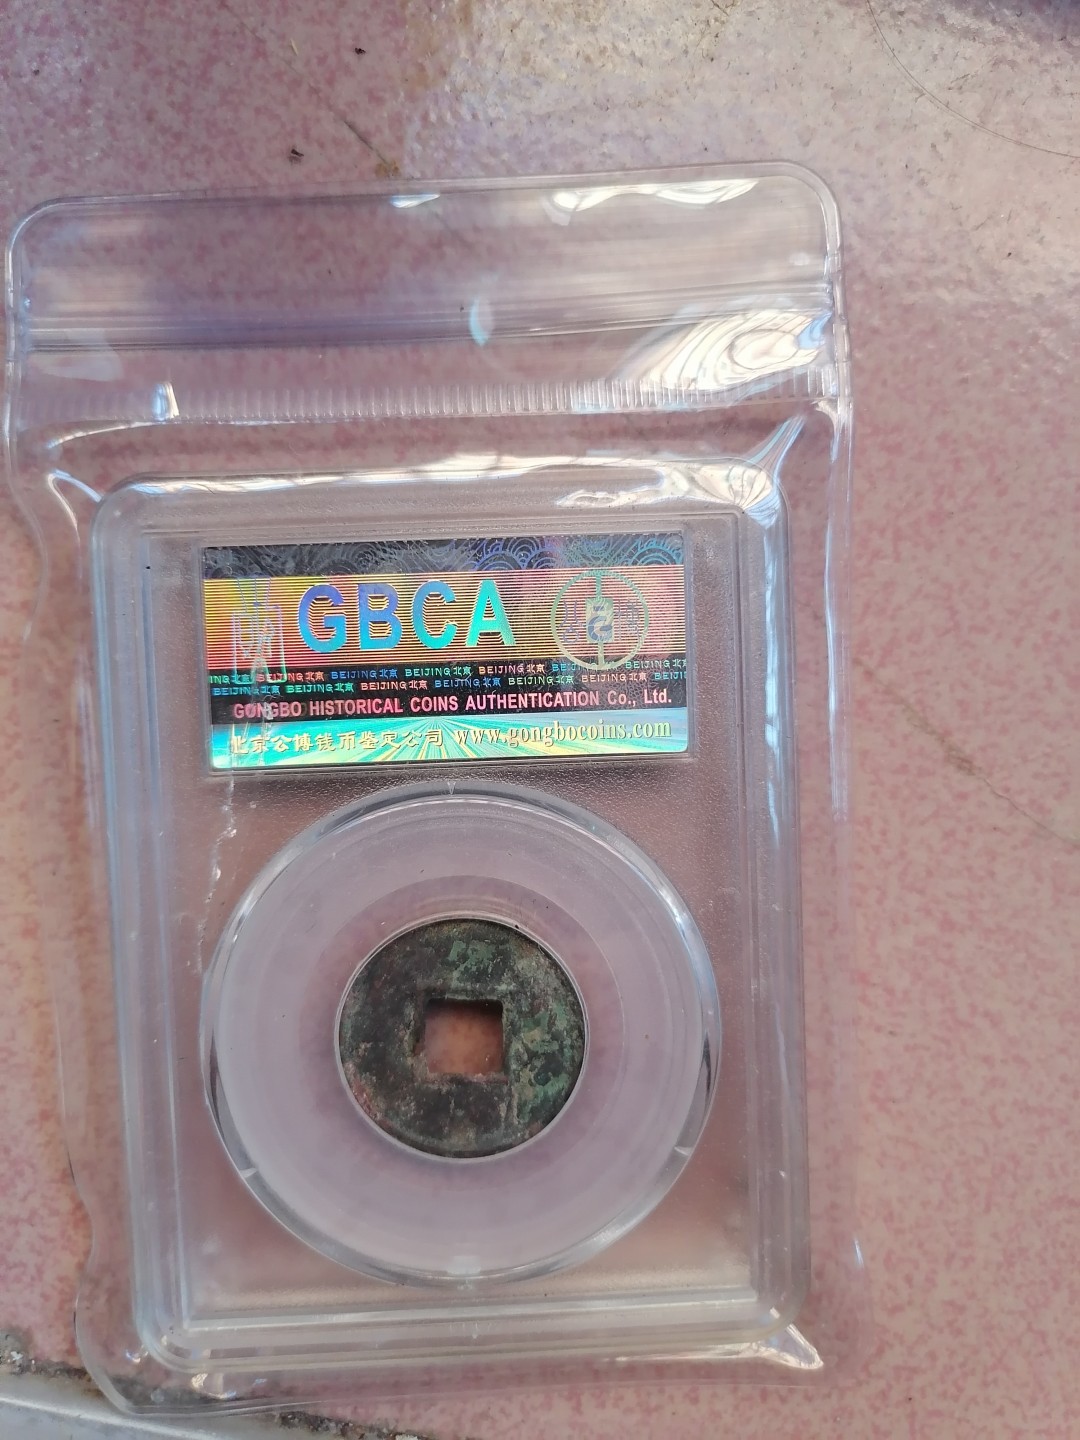 GBCA
BEIJING北京 BEIJING北京 BEIJING北京 BEIJING北京 BEIJING北京
BEIJING北京 BEIJING北京 BEIJING北京 BEIJING北京 BEIJING北京 BEIJING北京
GONGBO HISTORICAL COINS AUTHENTICATION Co., Ltd.
北京公博钱币鉴定公司 www.gongbocoins.com